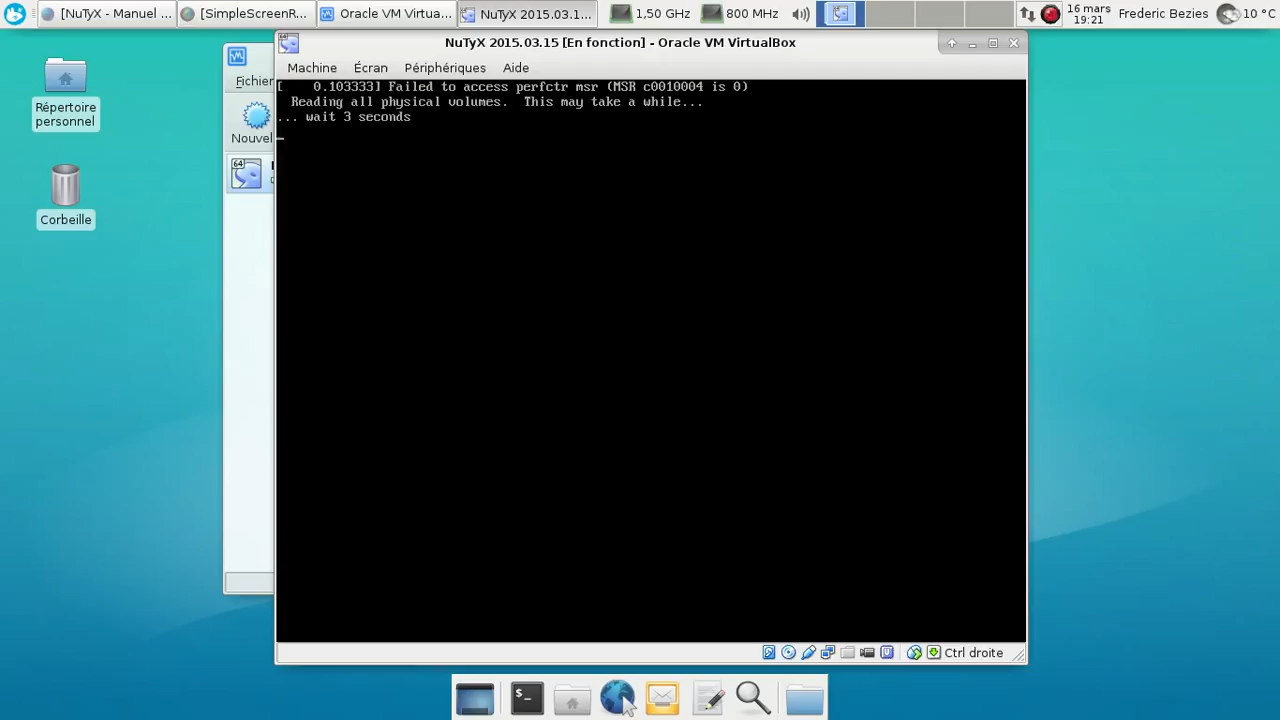 [NuTyX - Manuel ...
[SimpleScreenR...
Oracle VM Virtua...
NuTyX 2015.03.1...
1,50 GHz
800 MHz
16 mars
19:21
Frederic Bezies
10 °C
NuTyX 2015.03.15 [En fonction] - Oracle VM VirtualBox
Machine
Écran
Périphériques
Aide
Fichier
Nouvel
64
64
64
[    0.103333] Failed to access perfctr msr (MSR c0010004 is 0)
Reading all physical volumes.  This may take a while...
... wait 3 seconds
Répertoire
personnel
Corbeille
Ctrl droite